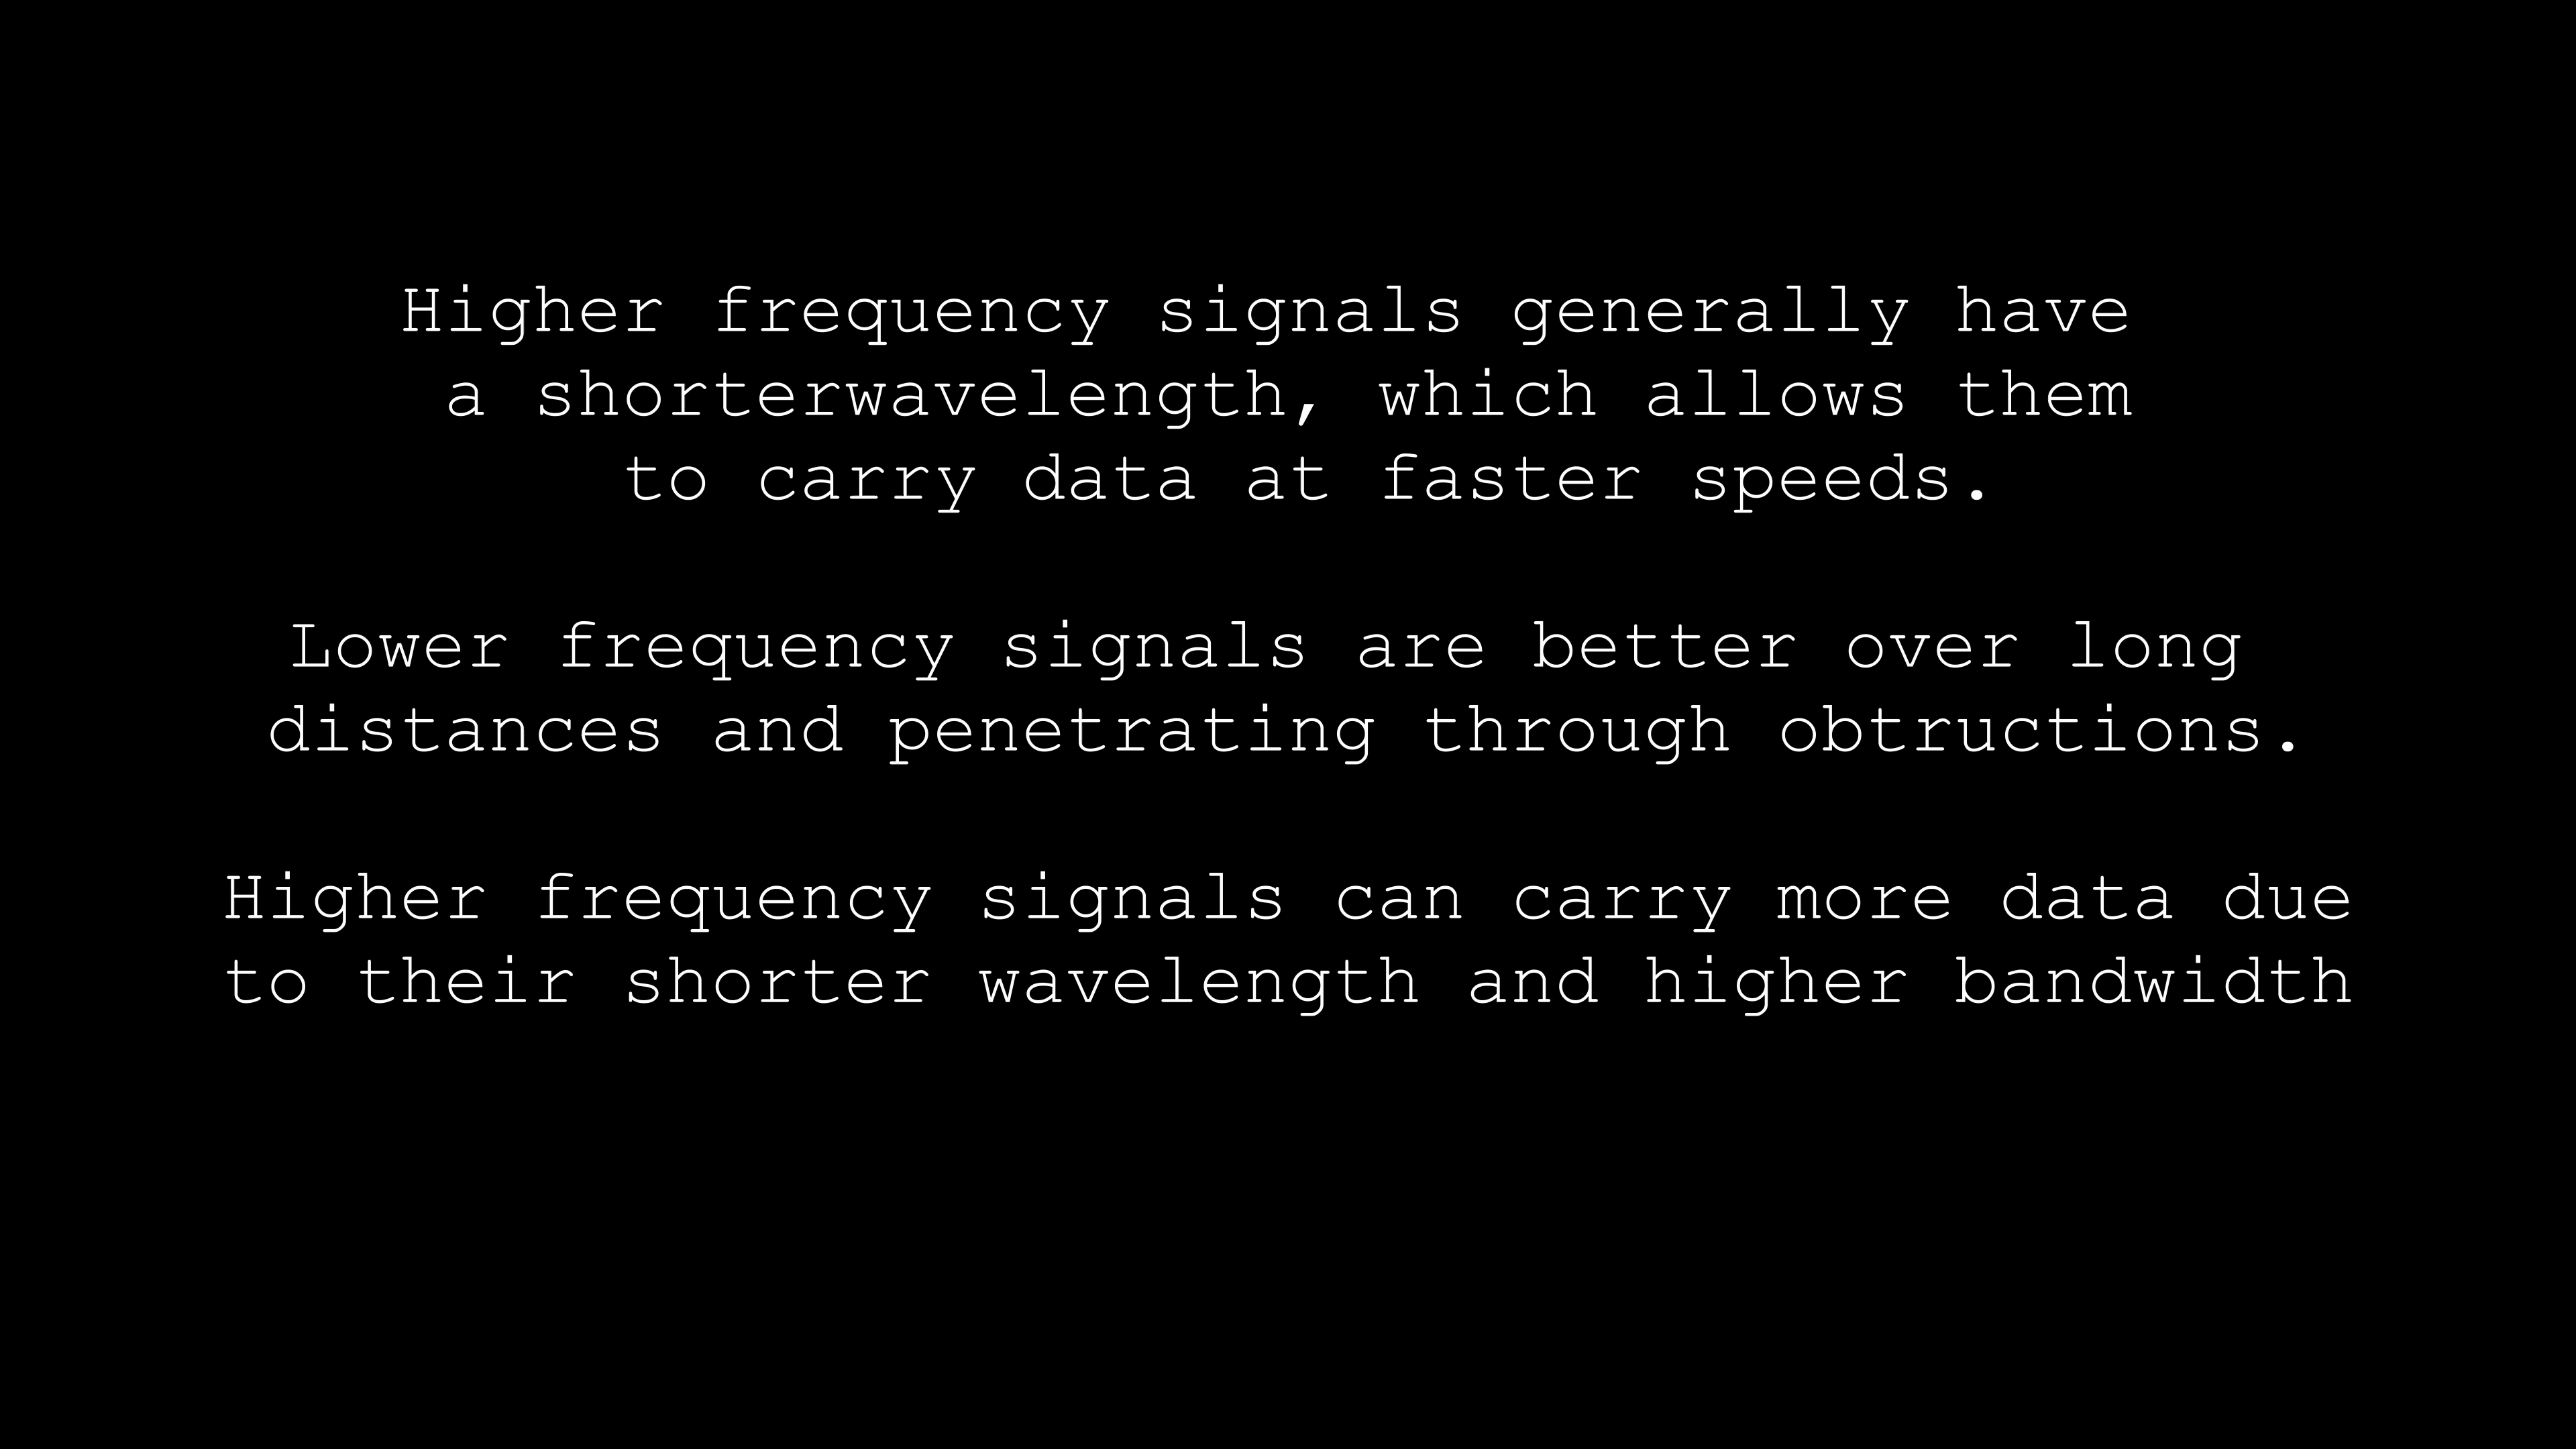 Higher frequency signals generally have
a shorterwavelength, which allows them
to carry data at faster speeds.
Lower frequency signals are better over long
distances and penetrating through obtructions.
Higher frequency signals can carry more data due
to their shorter wavelength and higher bandwidth